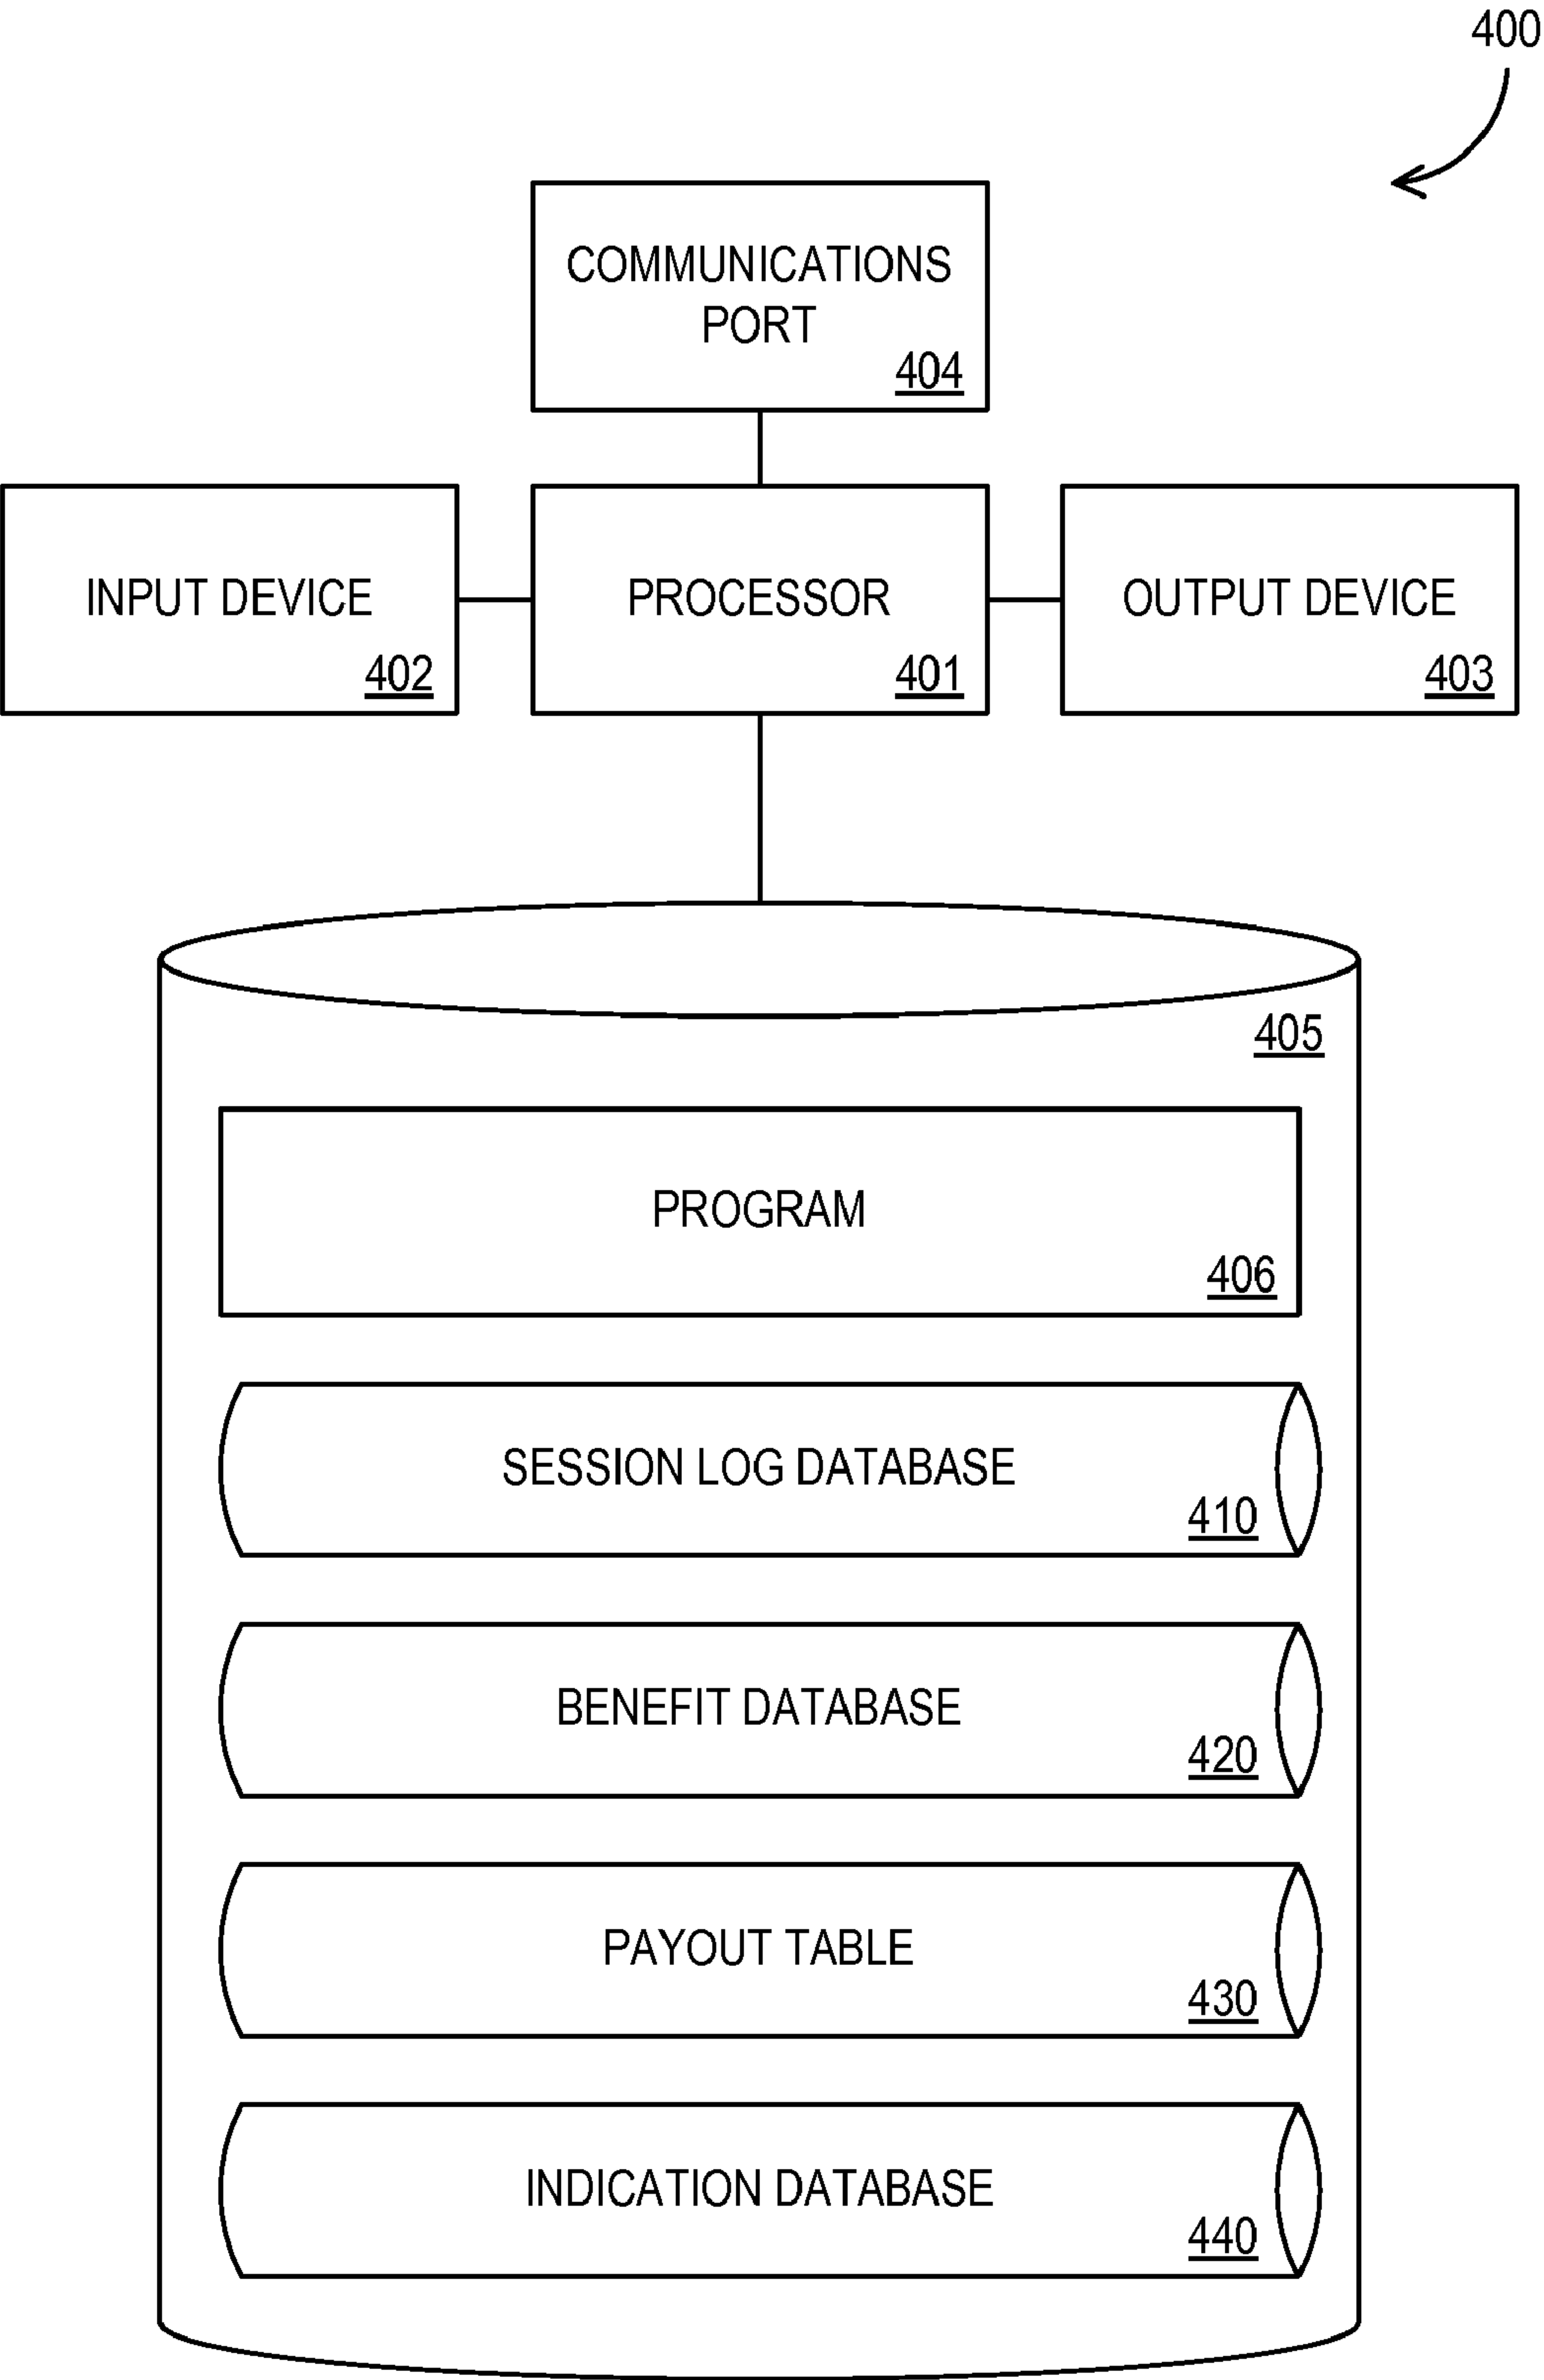 400
COMMUNICATIONS
PORT
404
INPUT DEVICE
402
PROCESSOR
401
OUTPUT DEVICE
403
405
PROGRAM
406
SESSION LOG DATABASE
410
BENEFIT DATABASE
420
PAYOUT TABLE
430
INDICATION DATABASE
440